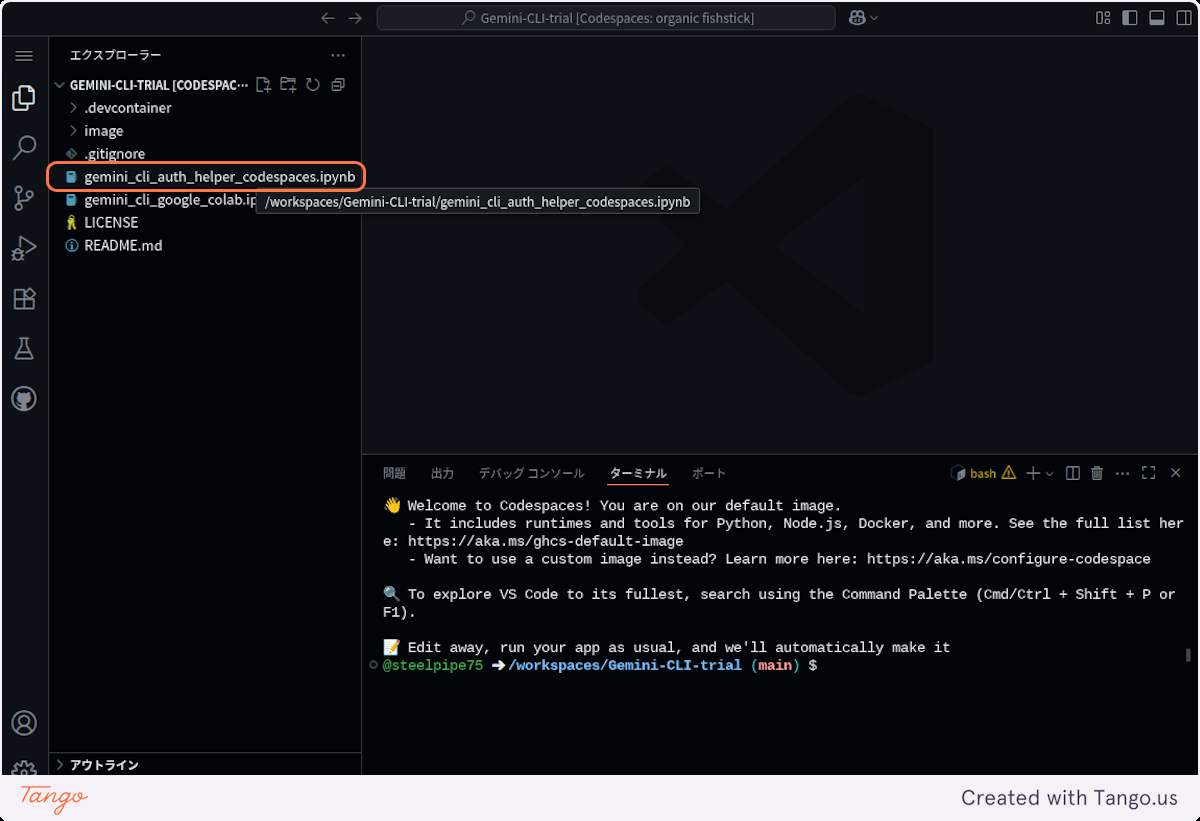 Gemini-CLI-trial [Codespaces: organic fishstick]
エクスプローラー
GEMINI-CLI-TRIAL [CODESPAC…
.devcontainer
image
.gitignore
gemini_cli_auth_helper_codespaces.ipynb
gemini_cli_google_colab.ip
/workspaces/Gemini-CLI-trial/gemini_cli_auth_helper_codespaces.ipynb
LICENSE
README.md
問題 出力 デバッグ コンソール ターミナル ポート
bash
👋 Welcome to Codespaces! You are on our default image.
- It includes runtimes and tools for Python, Node.js, Docker, and more. See the full list her
e: https://aka.ms/ghcs-default-image
- Want to use a custom image instead? Learn more here: https://aka.ms/configure-codespace
🔍 To explore VS Code to its fullest, search using the Command Palette (Cmd/Ctrl + Shift + P or
F1).
📝 Edit away, run your app as usual, and we'll automatically make it
@steelpipe75 ➜ /workspaces/Gemini-CLI-trial (main) $
アウトライン
Tango
Created with Tango.us